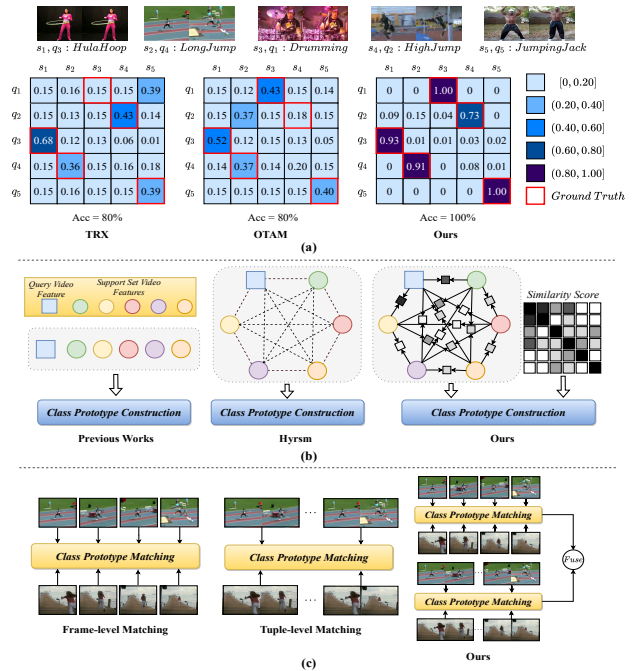 s1, q3 : HulaHoop s2, q4 : LongJump s3, q1 : Drumming s4, q2 : HighJump s5, q5 : JumpingJack
s1 s2 s3 s4 s5 s1 s2 s3 s4 s5 s1 s2 s3 s4 s5
q1 0.15 0.16 0.15 0.15 0.39 q1 0.15 0.12 0.43 0.15 0.14 q1 0 0 1.00 0 0 [0, 0.20]
q2 0.15 0.13 0.14 0.43 0.14 q2 0.15 0.37 0.15 0.18 0.15 q2 0.09 0.15 0.04 0.73 0 (0.20, 0.40]
(0.40, 0.60]
q3 0.68 0.12 0.13 0.06 0.01 q3 0.52 0.12 0.13 0.11 0.12 q3 0.93 0.01 0.01 0.03 0.02
(0.60, 0.80]
q4 0.15 0.36 0.15 0.16 0.18 q4 0.14 0.37 0.14 0.20 0.15 q4 0 0.91 0 0.08 0.01 (0.80, 1.00]
q5 0.15 0.16 0.15 0.15 0.39 q5 0.15 0.15 0.15 0.15 0.40 q5 0 0 0 0 1.00 Ground Truth
Acc = 80% Acc = 80% Acc = 100%
TRX OTAM Ours
(a)
Query Video Feature
Support Set Video Features
Similarity Score
Class Prototype Construction Class Prototype Construction Class Prototype Construction
Previous Works Hyrsm Ours
(b)
Class Prototype Matching
Class Prototype Matching Class Prototype Matching
Fuse
Class Prototype Matching
Frame-level Matching Tuple-level Matching
Ours
(c)